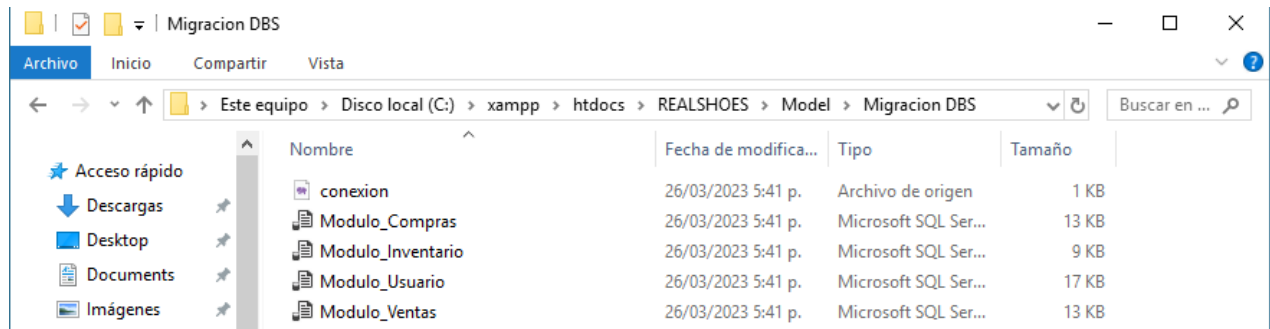 Migracion DBS
Archivo Inicio Compartir Vista
Este equipo > Disco local (C:) > xampp > htdocs > REALSHOES > Model > Migracion DBS Buscar en ...
Nombre Fecha de modifica... Tipo Tamaño
Acceso rápido
conexion 26/03/2023 5:41 p. Archivo de origen 1 KB
Descargas
Modulo_Compras 26/03/2023 5:41 p. Microsoft SQL Ser... 13 KB
Desktop
Modulo_Inventario 26/03/2023 5:41 p. Microsoft SQL Ser... 9 KB
Documents
Modulo_Usuario 26/03/2023 5:41 p. Microsoft SQL Ser... 17 KB
Imágenes
Modulo_Ventas 26/03/2023 5:41 p. Microsoft SQL Ser... 13 KB